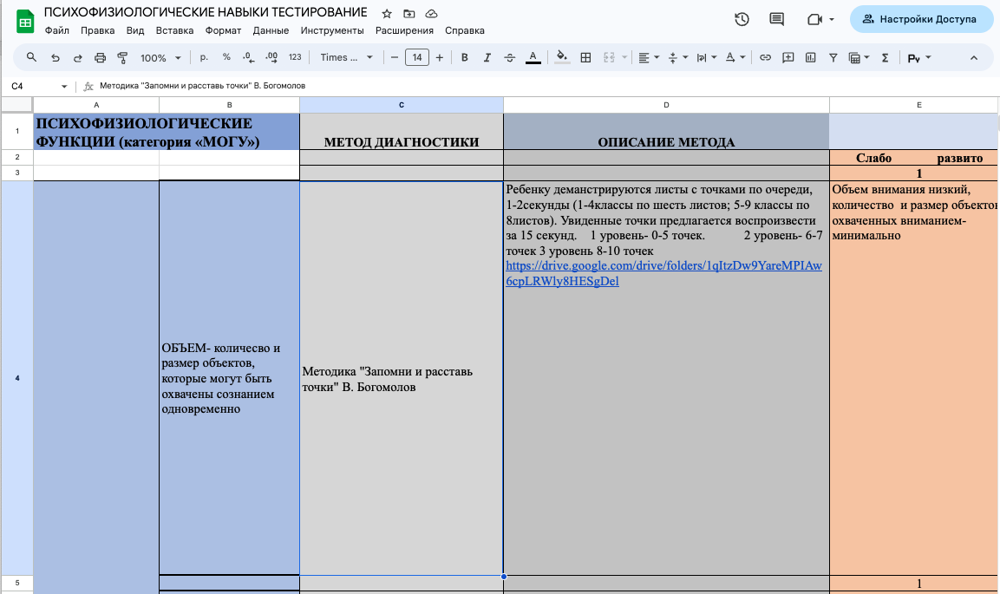 ПСИХОФИЗИОЛОГИЧЕСКИЕ НАВЫКИ ТЕСТИРОВАНИЕ
Файл Правка Вид Вставка Формат Данные Инструменты Расширения Справка
Настройки Доступа
100% р. % .0 .00 123 Times ... 14 B I A Σ
C4
fx Методика "Запомни и расставь точки" В. Богомолов
A B C D E
1
ПСИХОФИЗИОЛОГИЧЕСКИЕ
ФУНКЦИИ (категория «МОГУ»)
МЕТОД ДИАГНОСТИКИ
ОПИСАНИЕ МЕТОДА
2
Слабо развито
3
1
4
ОБЪЕМ- количесво и
размер объектов,
которые могут быть
охвачены сознанием
одновременно
Методика "Запомни и расставь
точки" В. Богомолов
Ребенку деманстрируются листы с точками по очереди,
1-2секунды (1-4классы по шесть листов; 5-9 классы по
8листов). Увиденные точки предлагается воспроизвести
за 15 секунд. 1 уровень- 0-5 точек. 2 уровень- 6-7
точек 3 уровень 8-10 точек
https://drive.google.com/drive/folders/1qItzDw9YareMPIAw
6cpLRWly8HESgDel
Объем внимания низкий,
количество и размер объектов
охваченных вниманием-
минимально
5
1